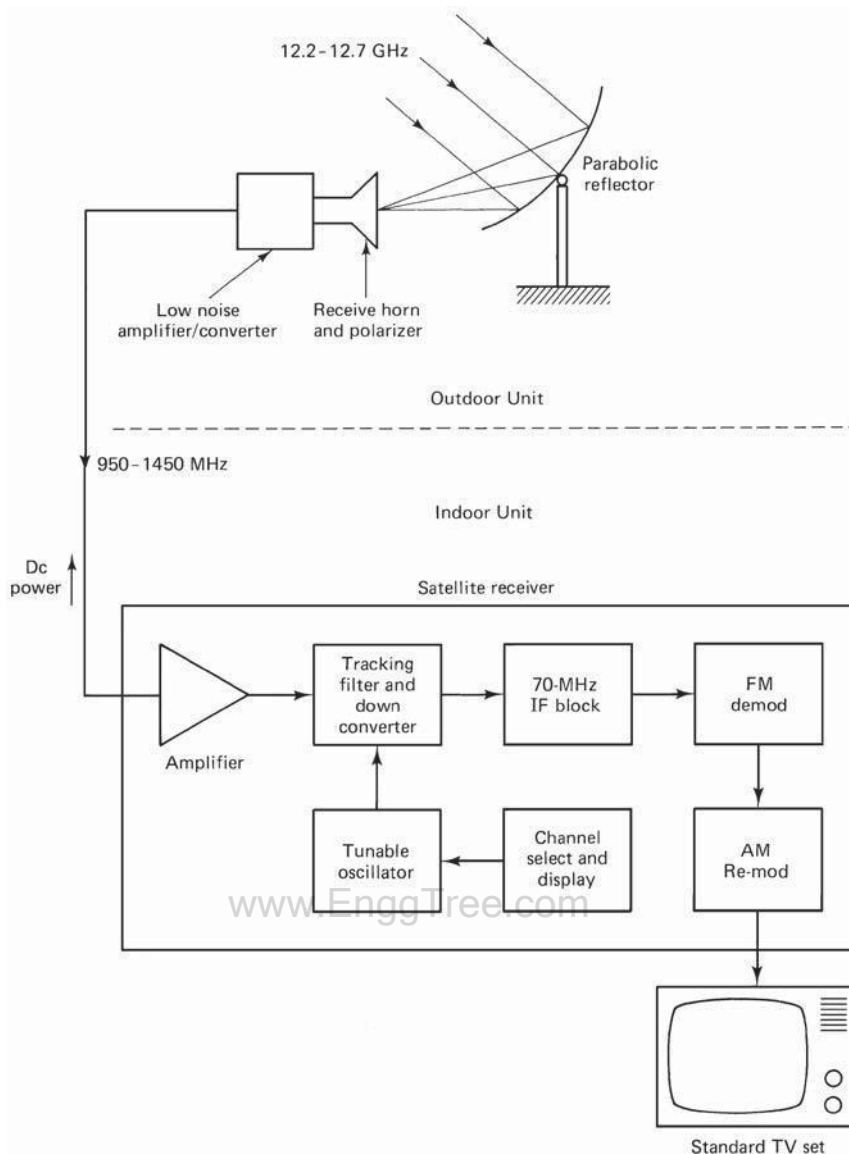 12.2-12.7 GHz
Parabolic
reflector
Low noise
amplifier/converter
Receive horn
and polarizer
Outdoor Unit
950-1450 MHz
Indoor Unit
Dc
power
Satellite receiver
Amplifier
Tracking
filter and
down
converter
70-MHz
IF block
FM
demod
Tunable
oscillator
Channel
select and
display
AM
Re-mod
www.EnggTree.com
Standard TV set